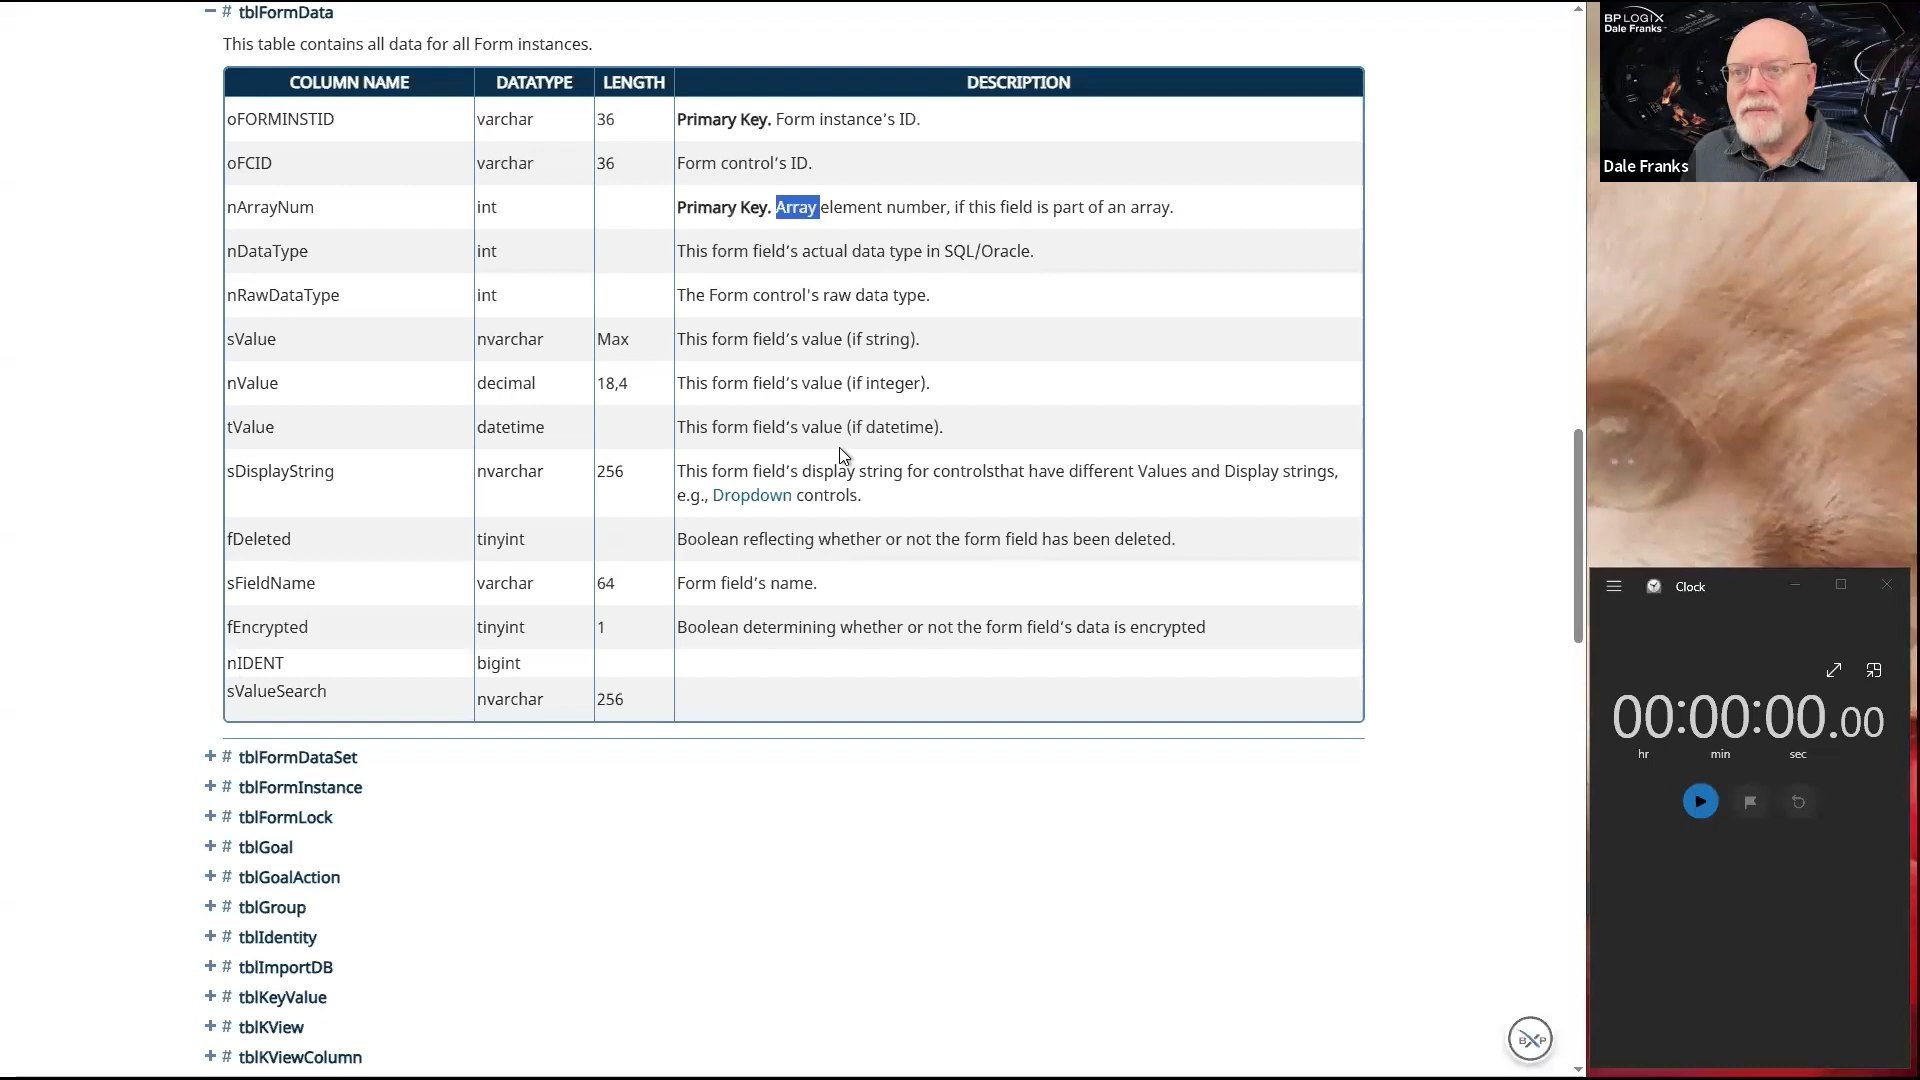 tblFormData
This table contains all data for all Form instances.
COLUMN NAME DATATYPE LENGTH DESCRIPTION
oFORMINSTID varchar 36 Primary Key. Form instance's ID.
oFCID varchar 36 Form control's ID.
nArrayNum int Primary Key. Array element number, if this field is part of an array.
nDataType int This form field's actual data type in SQL/Oracle.
nRawDataType int The Form control's raw data type.
sValue nvarchar Max This form field's value (if string).
nValue decimal 18,4 This form field's value (if integer).
tValue datetime This form field's value (if datetime).
sDisplayString nvarchar 256 This form field's display string for controlsthat have different Values and Display strings,
e.g., Dropdown controls.
fDeleted tinyint Boolean reflecting whether or not the form field has been deleted.
sFieldName varchar 64 Form field's name.
fEncrypted tinyint 1 Boolean determining whether or not the form field's data is encrypted
nIDENT bigint
sValueSearch nvarchar 256
+ # tblFormDataSet
+ # tblFormInstance
+ # tblFormLock
+ # tblGoal
+ # tblGoalAction
+ # tblGroup
+ # tblIdentity
+ # tblImportDB
+ # tblKeyValue
+ # tblKView
+ # tblKViewColumn
BXP
BP LOGIX
Dale Franks
Dale Franks
Clock
00:00:00.00
hr min sec